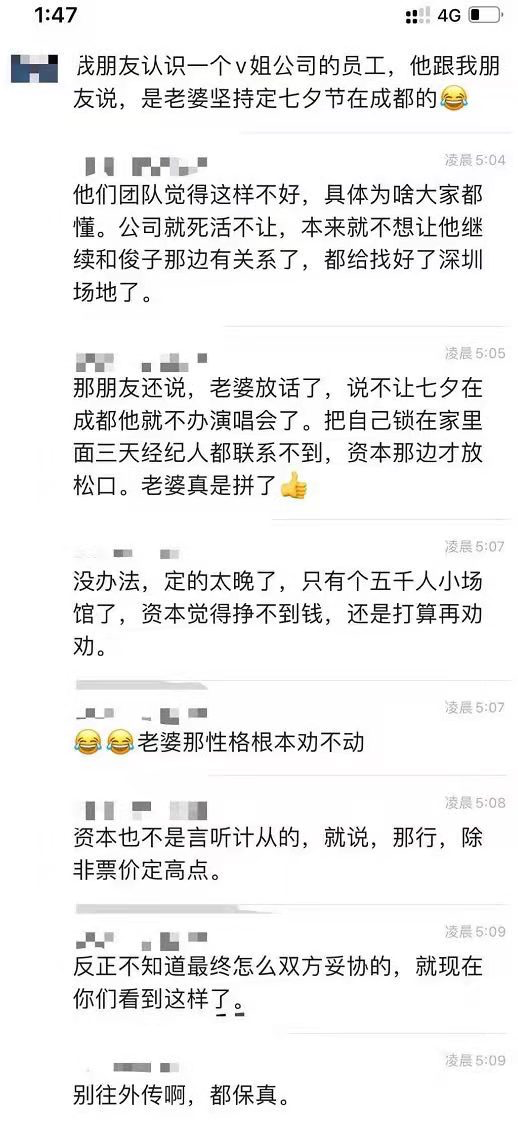 1:47
4G
我朋友认识一个v姐公司的员工，他跟我朋
友说，是老婆坚持定七夕节在成都的😂
凌晨5:04
他们团队觉得这样不好，具体为啥大家都
懂。公司就死活不让，本来就不想让他继
续和俊子那边有关系了，都给找好了深圳
场地了。
凌晨5:05
那朋友还说，老婆放话了，说不让七夕在
成都他就不办演唱会了。把自己锁在家里
面三天经纪人都联系不到，资本那边才放
松口。老婆真是拼了👍
凌晨5:07
没办法，定的太晚了，只有个五千人小场
馆了，资本觉得挣不到钱，还是打算再劝
劝。
凌晨5:07
😂😂老婆那性格根本劝不动
凌晨5:08
资本也不是言听计从的，就说，那行，除
非票价定高点。
凌晨5:09
反正不知道最终怎么双方妥协的，就现在
你们看到这样了。
凌晨5:09
别往外传啊，都保真。